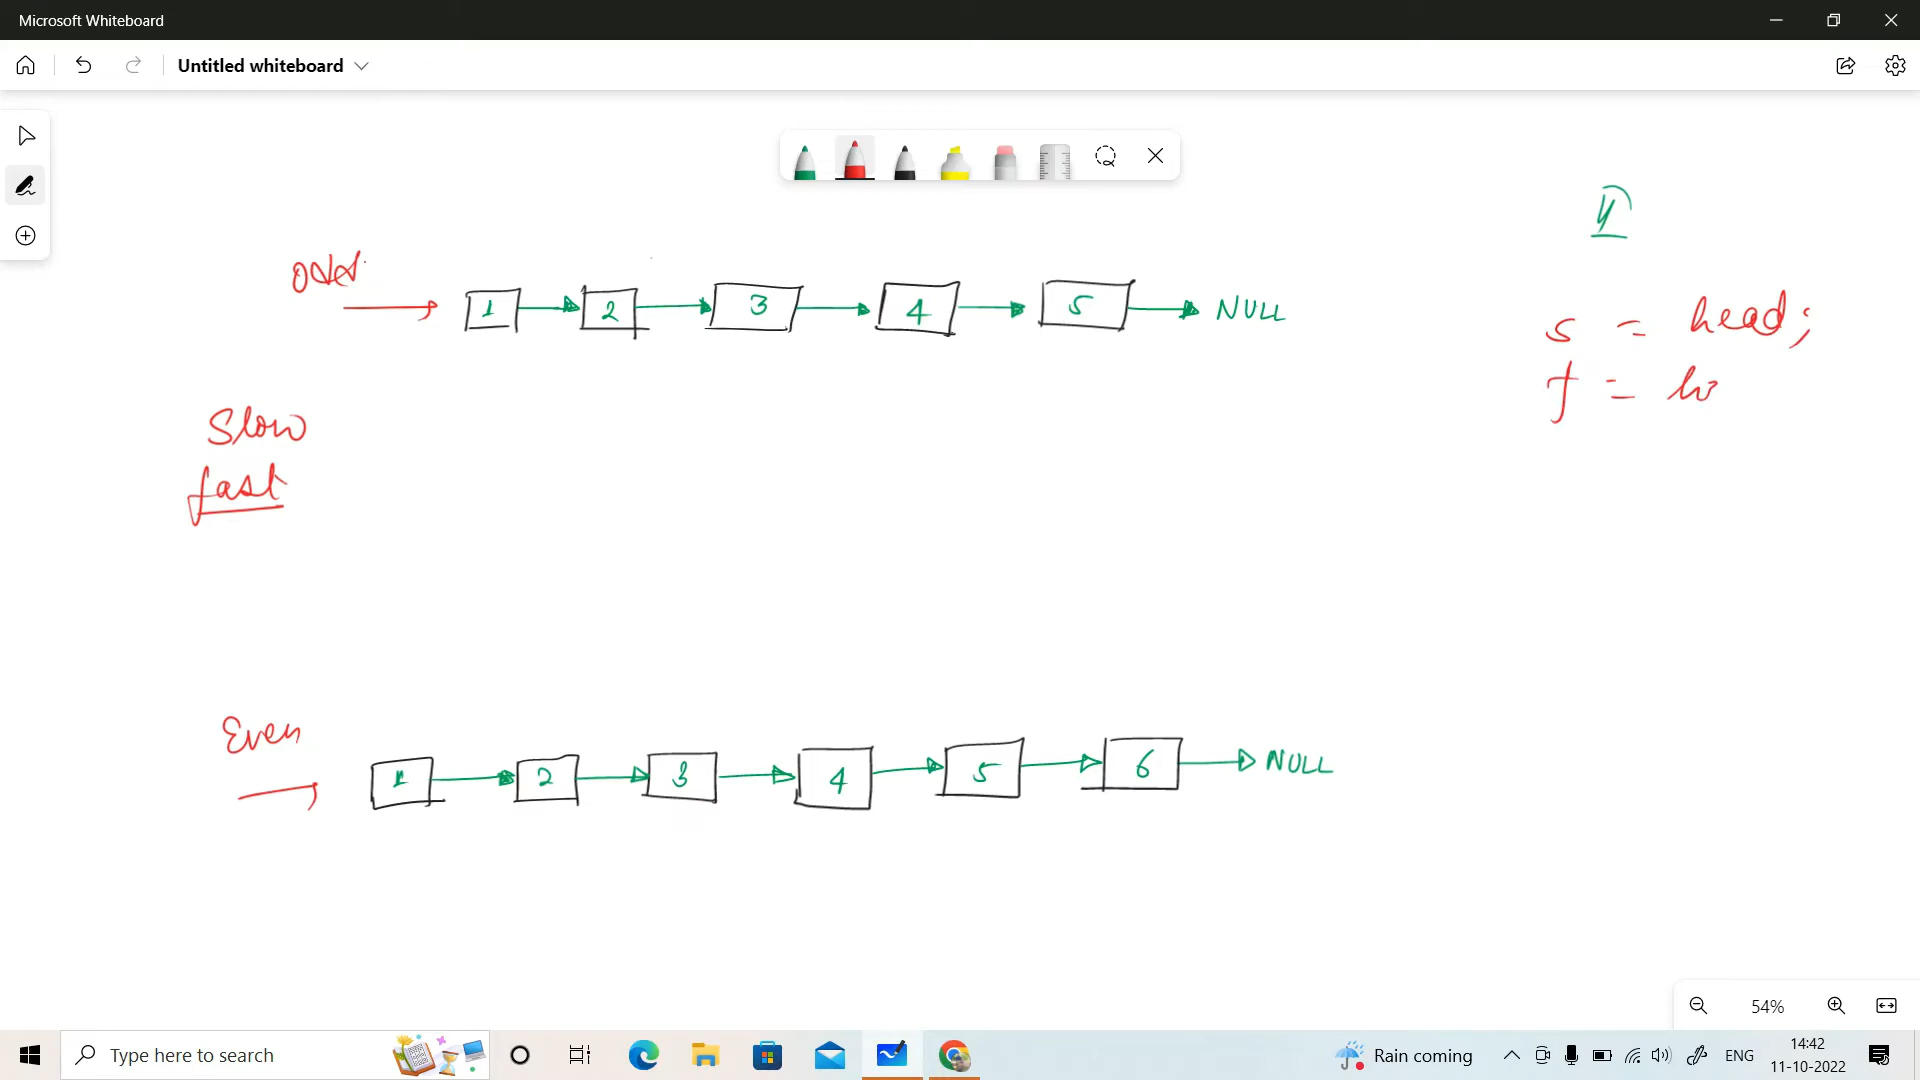 Microsoft Whiteboard
Untitled whiteboard
odd
1 2 3 4 5 NULL
s = head;
f =
Slow
fast
Even
1 2 3 4 5 6 NULL
54%
Type here to search
Rain coming
ENG
14:42
11-10-2022